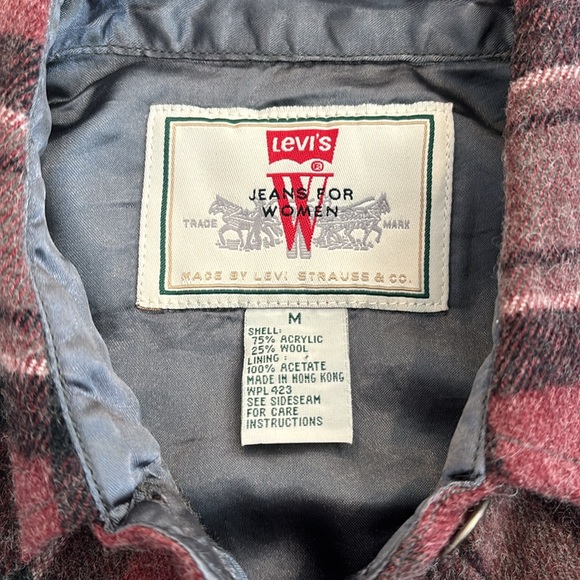 LEVI'S
®
W
JEANS FOR
WOMEN
TRADE MARK
MADE BY LEVI STRAUSS & CO.
M
SHELL:
75% ACRYLIC
25% WOOL
LINING :
100% ACETATE
MADE IN HONG KONG
WPL 423
SEE SIDESEAM
FOR CARE
INSTRUCTIONS